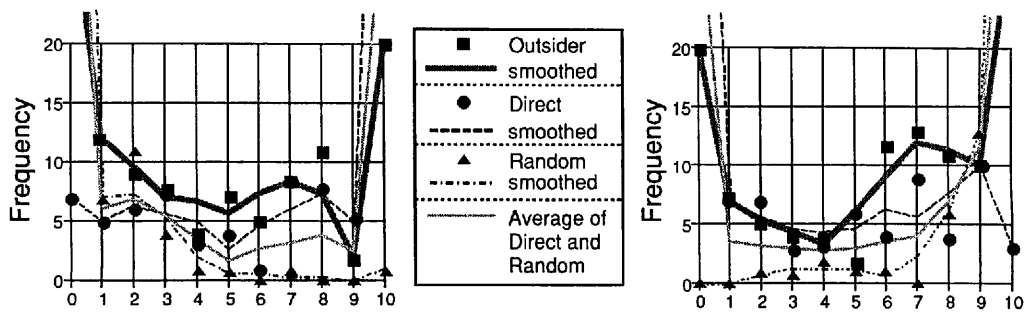 Frequency
20
15
10
5
0
0 1 2 3 4 5 6 7 8 9 10
Outsider
smoothed
Direct
smoothed
Random
smoothed
Average of
Direct and
Random
Frequency
20
15
10
5
0
0 1 2 3 4 5 6 7 8 9 10